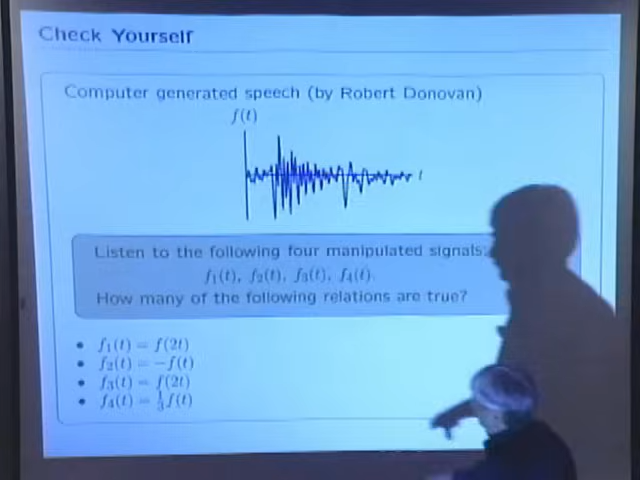 Check Yourself
Computer generated speech (by Robert Donovan)
f(t)
t
Listen to the following four manipulated signals:
f₁(t), f₂(t), f₃(t), f₄(t).
How many of the following relations are true?
• f₁(t) = f(2t)
• f₂(t) = −f(t)
• f₃(t) = f(2t)
• f₄(t) = ⅓f(t)